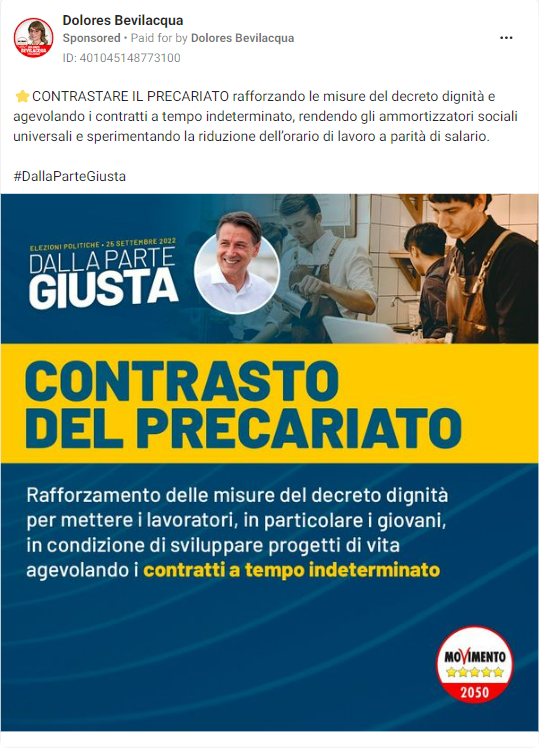 Dolores Bevilacqua
Sponsored • Paid for by Dolores Bevilacqua
ID: 401045148773100
⭐CONTRASTARE IL PRECARIATO rafforzando le misure del decreto dignità e
agevolando i contratti a tempo indeterminato, rendendo gli ammortizzatori sociali
universali e sperimentando la riduzione dell'orario di lavoro a parità di salario.
#DallaParteGiusta
ELEZIONI POLITICHE • 25 SETTEMBRE 2022
DALLA PARTE
GIUSTA
CONTRASTO
DEL PRECARIATO
Rafforzamento delle misure del decreto dignità
per mettere i lavoratori, in particolare i giovani,
in condizione di sviluppare progetti di vita
agevolando i contratti a tempo indeterminato
MOVIMENTO
2050